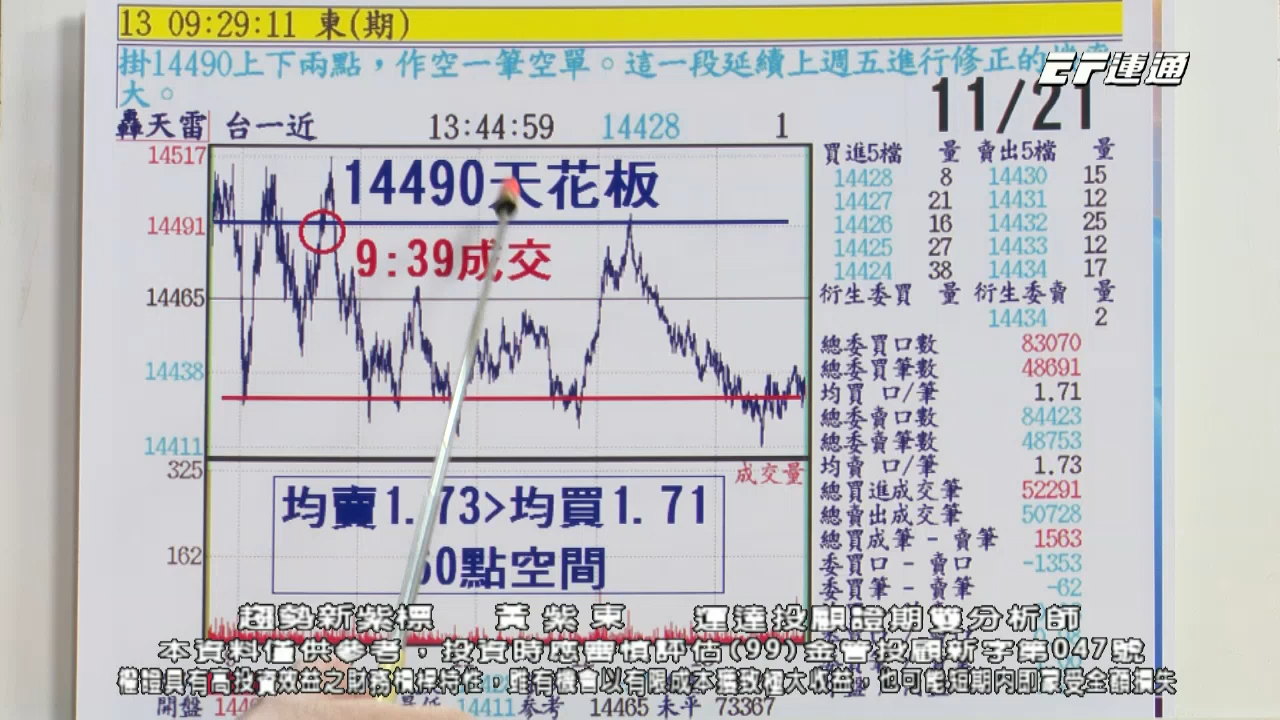 13 09:29:11 東(期)
掛14490上下兩點，作空一筆空單。這一段延續上週五進行修正的
大。
EF運通
11/21
轟天雷 台一近 13:44:59 14428 1
14517
14491
14465
14438
14411
325
162
14490天花板
9:39成交
成交量
均賣1.73>均買1.71
60點空間
買進5檔 量 賣出5檔 量
14428 8 14430 15
14427 21 14431 12
14426 16 14432 25
14425 27 14433 12
14424 38 14434 17
衍生委買 量 衍生委賣 量
14434 2
總委買口數 83070
總委買筆數 48691
均買 口/筆 1.71
總委賣口數 84423
總委賣筆數 48753
均賣 口/筆 1.73
總買進成交筆 52291
總賣出成交筆 50728
總買成筆-賣筆 1563
委買口-賣口 -1353
委買筆-賣筆 -62
趨勢新紫標 黃紫東 運達投顧證期雙分析師
本資料僅供參考，投資時應審慎評估(99)金管投顧新字第047號
權證具有高投資效益之財務槓桿特性，雖有機會以有限成本獲致極大收益，也可能短期內即蒙受全額損失
開盤 最低 14411 參考 14465 未平 73367